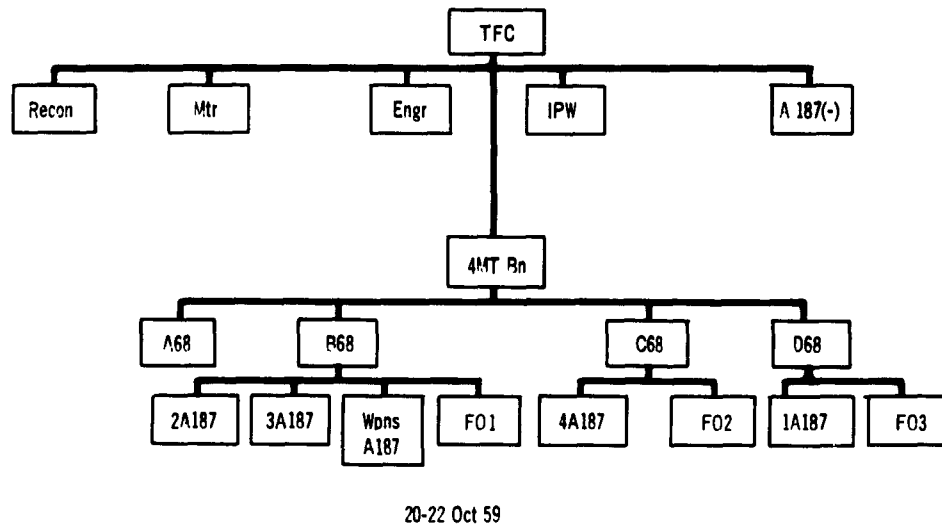 TFC
Recon
Mtr
Engr
IPW
A 187(-)
4MT Bn
A68
B68
C68
D68
2A187
3A187
Wpns
A187
FO1
4A187
FO2
1A187
FO3
20-22 Oct 59